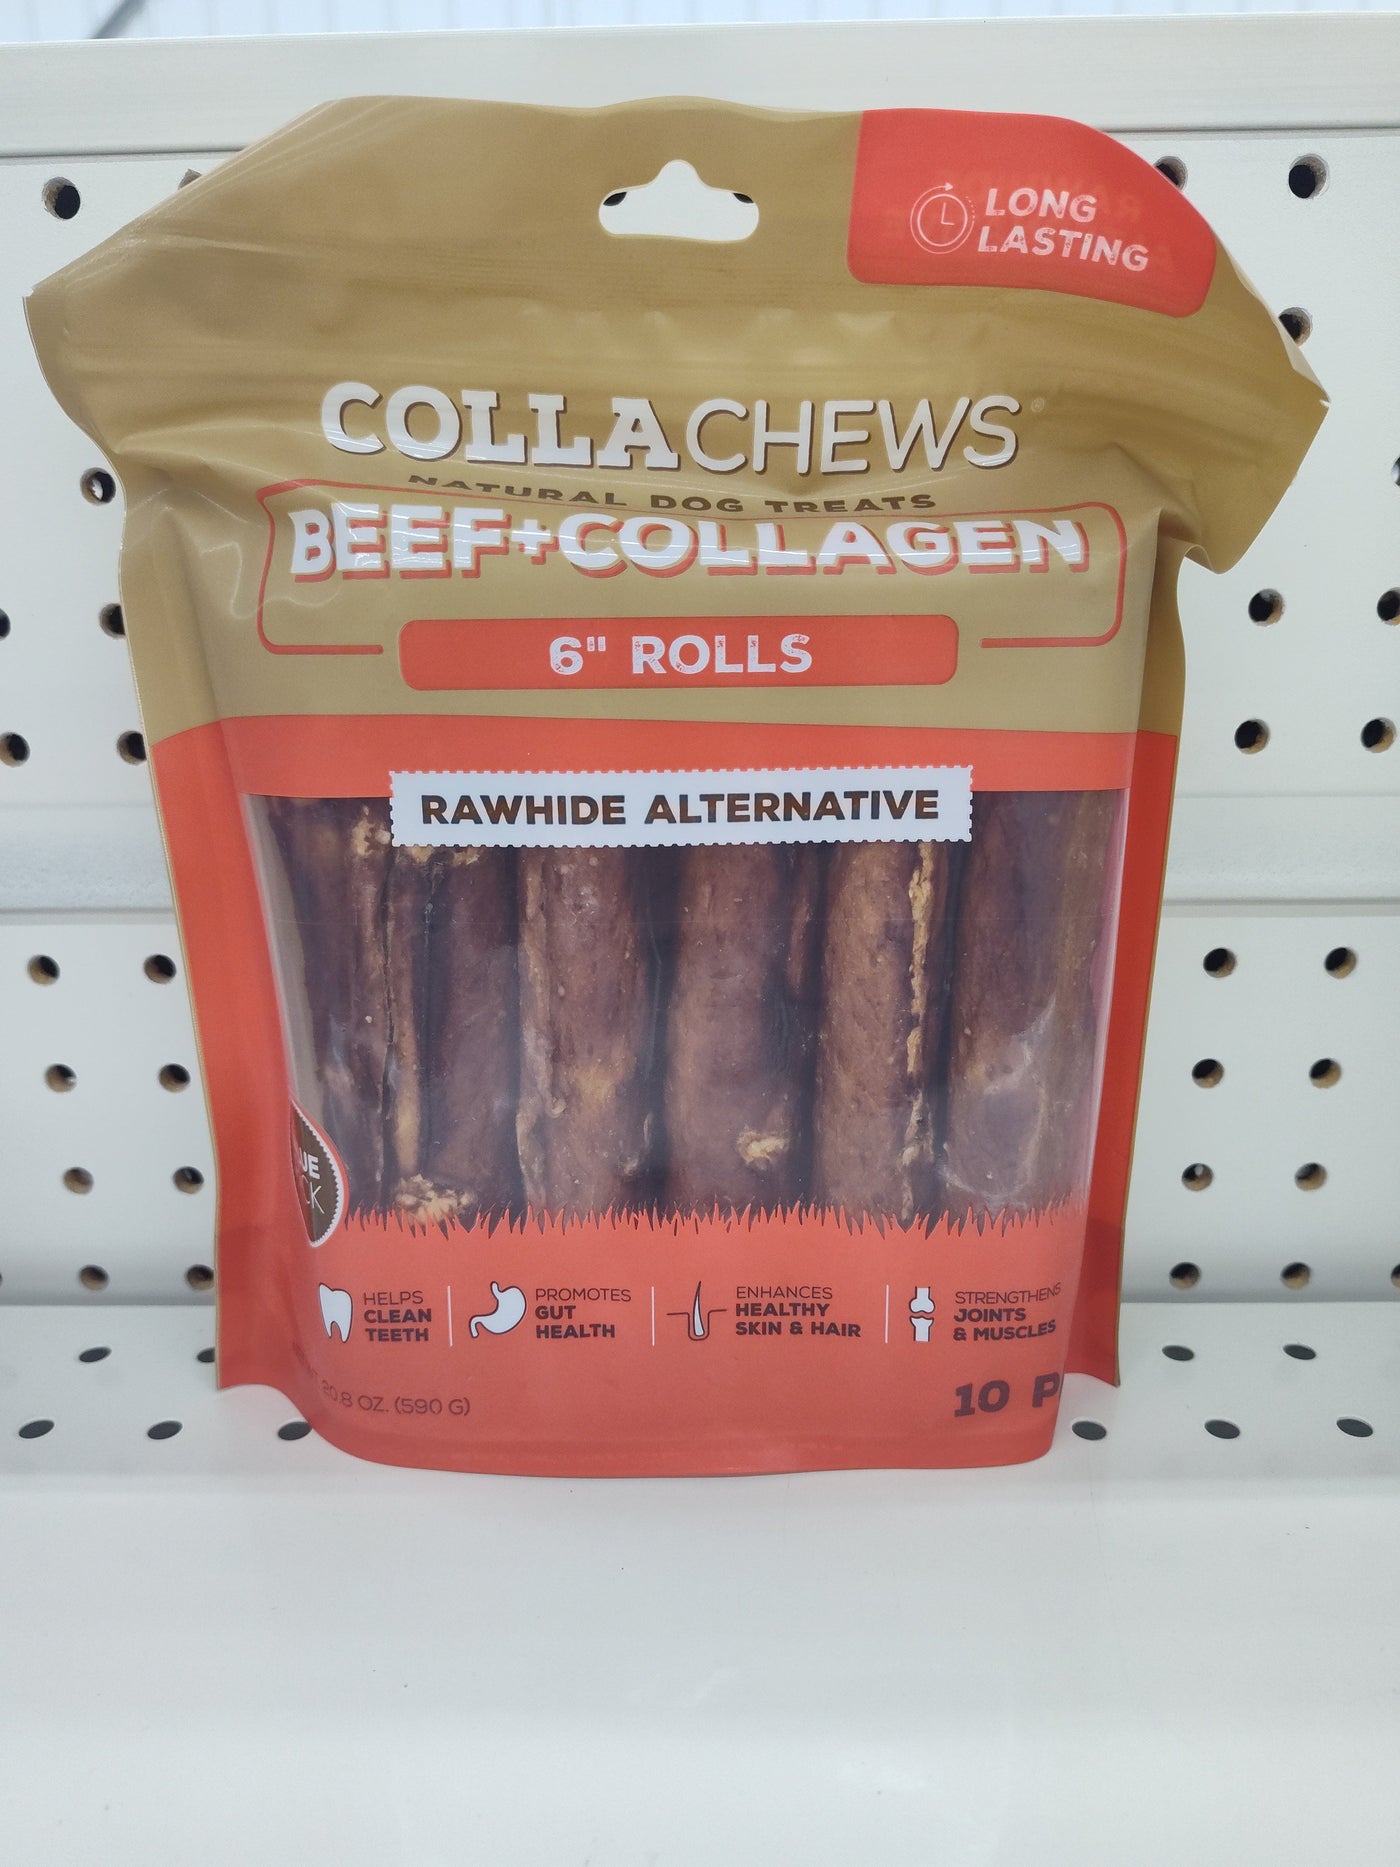 LONG
LASTING
COLLACHEWS®
NATURAL DOG TREATS
BEEF+COLLAGEN
6" ROLLS
RAWHIDE ALTERNATIVE
HELPS
CLEAN
TEETH
PROMOTES
GUT
HEALTH
ENHANCES
HEALTHY
SKIN & HAIR
STRENGTHENS
JOINTS
& MUSCLES
20.8 OZ. (590 G)
10